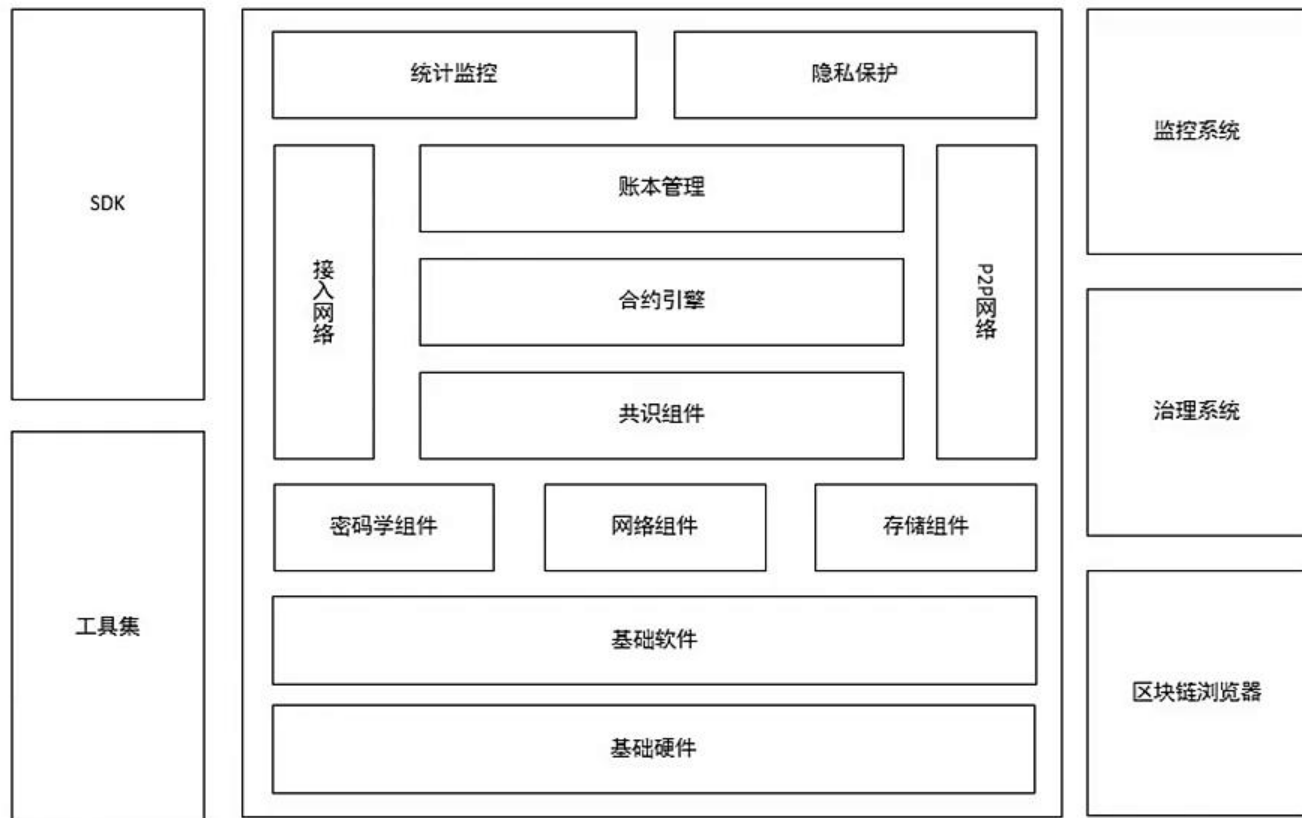 SDK
工具集
统计监控
隐私保护
接入网络
账本管理
合约引擎
共识组件
P2P网络
密码学组件
网络组件
存储组件
基础软件
基础硬件
监控系统
治理系统
区块链浏览器